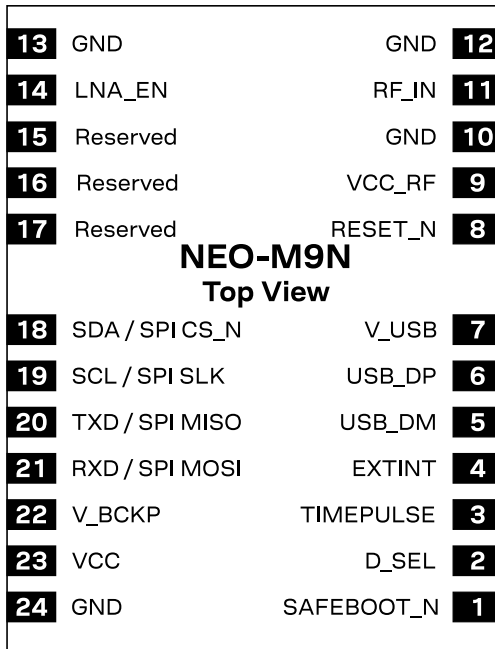 13 GND GND 12
14 LNA_EN RF_IN 11
15 Reserved GND 10
16 Reserved VCC_RF 9
17 Reserved RESET_N 8
NEO-M9N
Top View
18 SDA / SPI CS_N V_USB 7
19 SCL / SPI SLK USB_DP 6
20 TXD / SPI MISO USB_DM 5
21 RXD / SPI MOSI EXTINT 4
22 V_BCKP TIMEPULSE 3
23 VCC D_SEL 2
24 GND SAFEBOOT_N 1